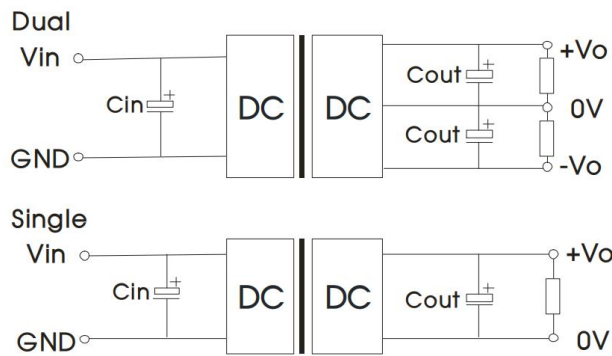 Dual
Vin
+Vo
Cout
Cin
DC
DC
0V
Cout
GND
-Vo
Single
Vin
+Vo
Cin
DC
DC
Cout
GND
0V